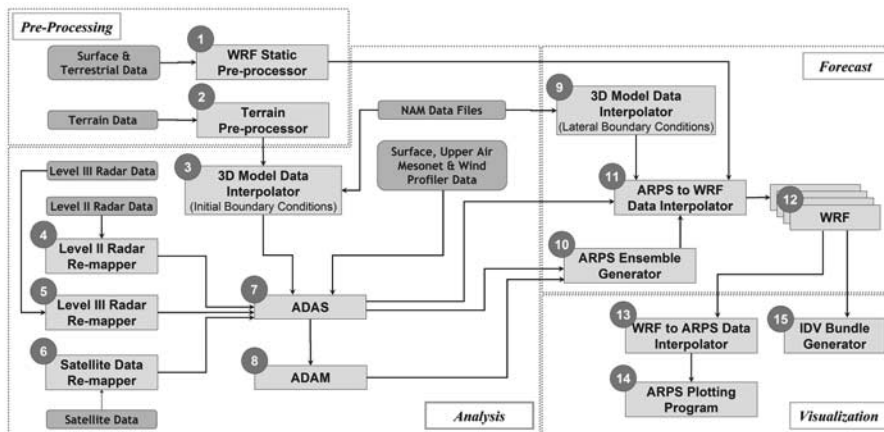 Pre-Processing
Surface &
Terrestrial Data
1
WRF Static
Pre-processor
2
Terrain Data
Terrain
Pre-processor
Forecast
9
3D Model Data
Interpolator
(Lateral Boundary Conditions)
NAM Data Files
Level III Radar Data
3
3D Model Data
Interpolator
(Initial Boundary Conditions)
Surface, Upper Air
Mesonet & Wind
Profiler Data
11
ARPS to WRF
Data Interpolator
12
WRF
Level II Radar Data
4
Level II Radar
Re-mapper
10
ARPS Ensemble
Generator
5
Level III Radar
Re-mapper
7
ADAS
6
Satellite Data
Re-mapper
8
ADAM
Satellite Data
Analysis
13
WRF to ARPS Data
Interpolator
15
IDV Bundle
Generator
14
ARPS Plotting
Program
Visualization